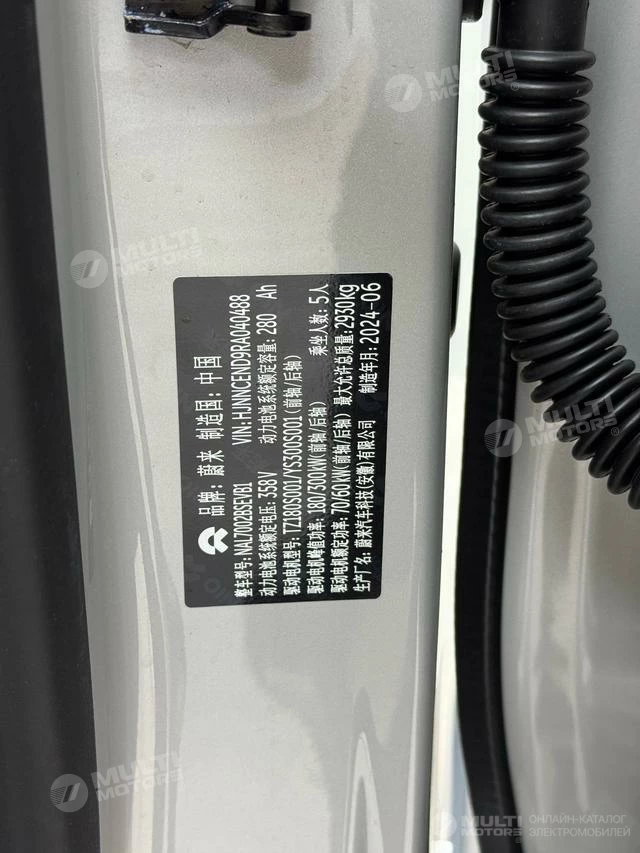 品牌: 蔚来 制造国: 中国
整车型号: NAL7002BSEVB1 VIN:HJNNCEND9RA040488
动力电池系统额定电压: 358V 动力电池系统额定容量: 280 Ah
驱动电机型号: TZ180S001/YS300S001(前轴/后轴)
驱动电机峰值功率: 180/300kW(前轴/后轴) 乘坐人数: 5人
驱动电机额定功率: 70/60kW(前轴/后轴) 最大允许总质量: 2930kg
生产厂名: 蔚来汽车科技(安徽)有限公司 制造年月: 2024-06
MULTI
MOTORS
MULTI
MOTORS
MULTI
MOTORS
MULTI
MOTORS
ОНЛАЙН-КАТАЛОГ
ЭЛЕКТРОМОБИЛЕЙ